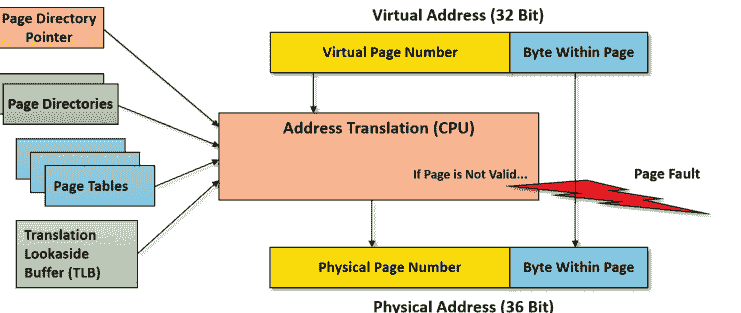 Page Directory
Pointer
Virtual Address (32 Bit)
Virtual Page Number
Byte Within Page
Page Directories
Address Translation (CPU)
If Page is Not Valid...
Page Fault
Page Tables
Translation
Lookaside
Buffer (TLB)
Physical Page Number
Byte Within Page
Physical Address (36 Bit)